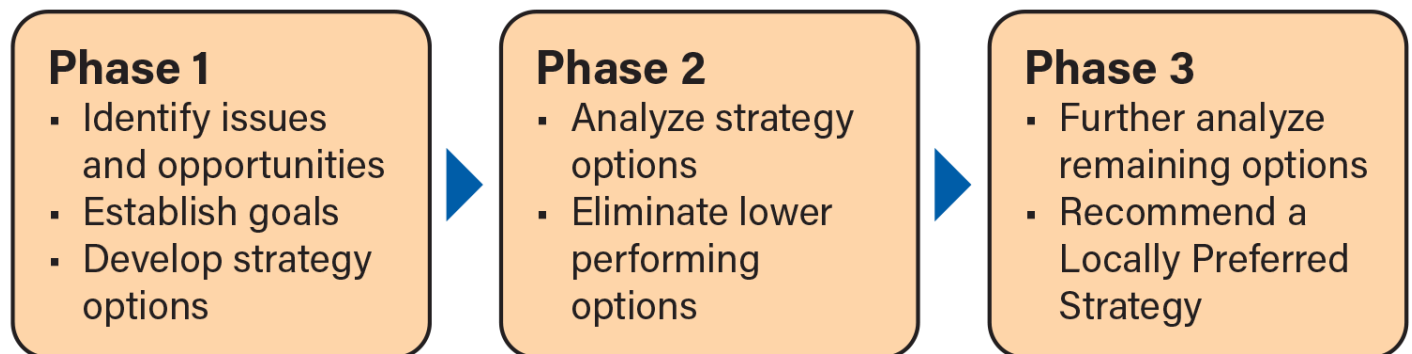 Phase 1
▪ Identify issues
and opportunities
▪ Establish goals
▪ Develop strategy
options
Phase 2
▪ Analyze strategy
options
▪ Eliminate lower
performing
options
Phase 3
▪ Further analyze
remaining options
▪ Recommend a
Locally Preferred
Strategy